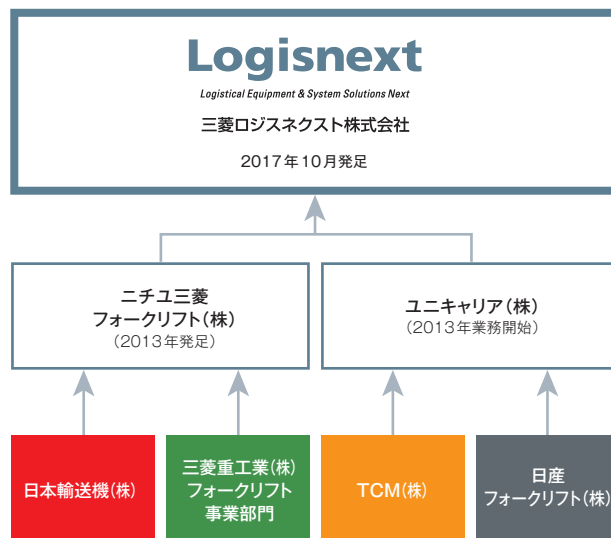 Logisnext
Logistical Equipment & System Solutions Next
三菱ロジスネクスト株式会社
2017年10月発足
ニチユ三菱
フォークリフト(株)
(2013年発足)
ユニキャリア(株)
(2013年業務開始)
日本輸送機(株)
三菱重工業(株)
フォークリフト
事業部門
TCM(株)
日産
フォークリフト(株)